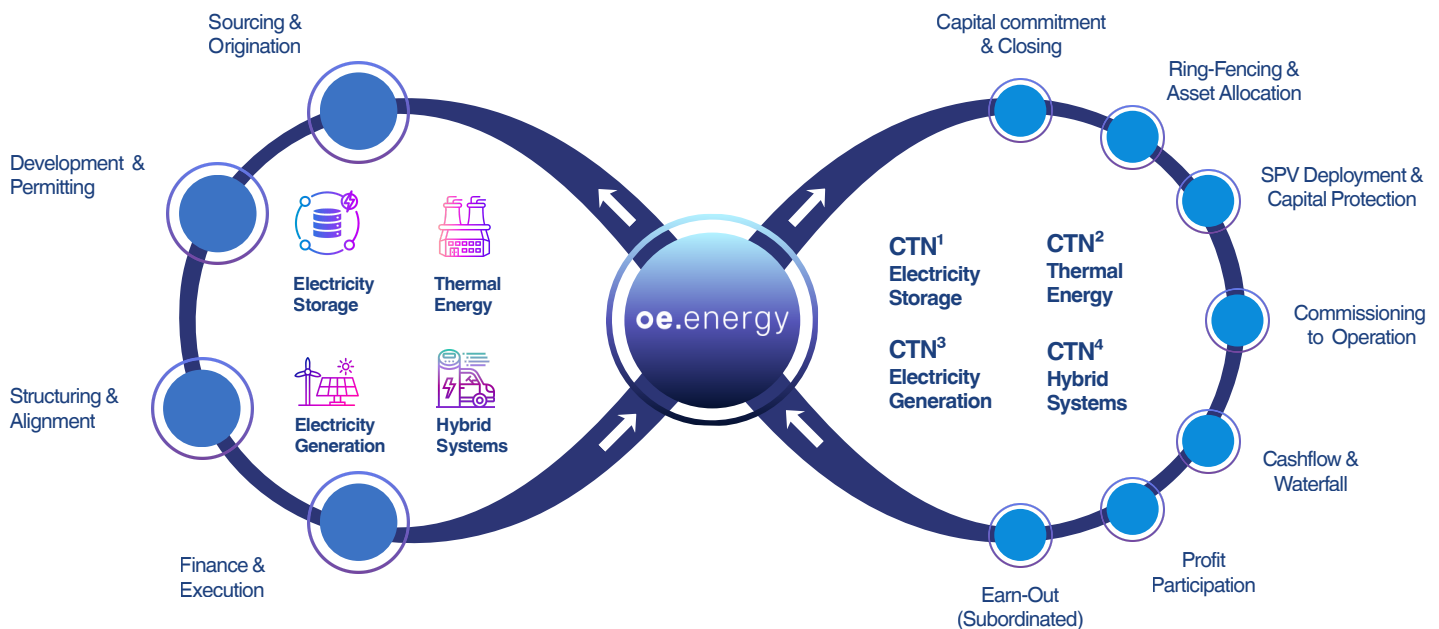 Sourcing &
Origination
Development &
Permitting
Structuring &
Alignment
Finance &
Execution
Electricity
Storage
Thermal
Energy
Electricity
Generation
Hybrid
Systems
oe.energy
CTN¹
Electricity
Storage
CTN²
Thermal
Energy
CTN³
Electricity
Generation
CTN⁴
Hybrid
Systems
Capital commitment
& Closing
Ring-Fencing &
Asset Allocation
SPV Deployment &
Capital Protection
Commissioning
to Operation
Cashflow &
Waterfall
Profit
Participation
Earn-Out
(Subordinated)